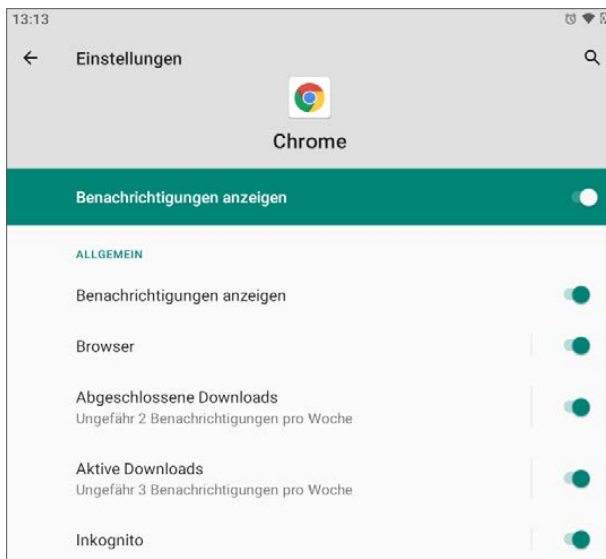 13:13
Einstellungen
Chrome
Benachrichtigungen anzeigen
ALLGEMEIN
Benachrichtigungen anzeigen
Browser
Abgeschlossene Downloads
Ungefähr 2 Benachrichtigungen pro Woche
Aktive Downloads
Ungefähr 3 Benachrichtigungen pro Woche
Inkognito